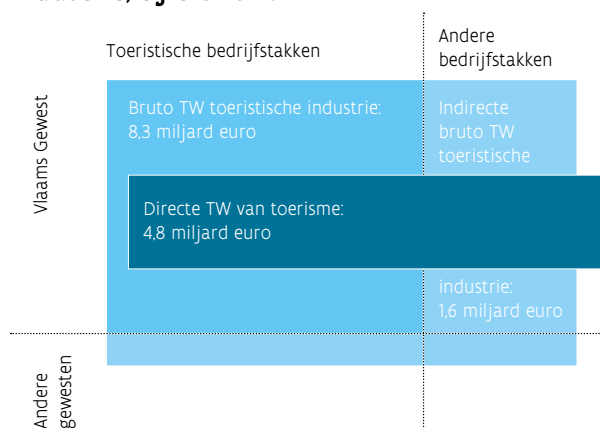 Toeristische bedrijfstakken
Andere
bedrijfstakken
Vlaams Gewest
Bruto TW toeristische industrie:
8,3 miljard euro
Indirecte
bruto TW
toeristische
Directe TW van toerisme:
4,8 miljard euro
industrie:
1,6 miljard euro
Andere
gewesten